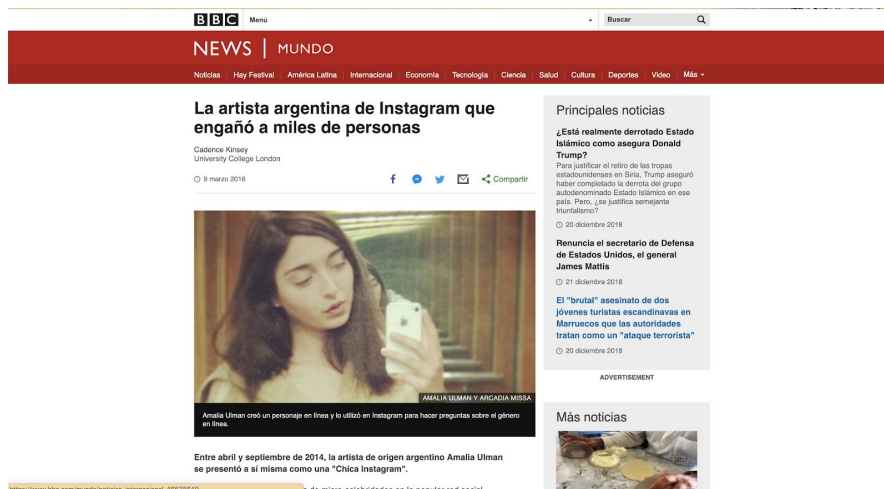 BBC Menú Buscar
NEWS | MUNDO
Noticias Hay Festival América Latina Internacional Economía Tecnología Ciencia Salud Cultura Deportes Video Más
La artista argentina de Instagram que
engañó a miles de personas
Cadence Kinsey
University College London
9 marzo 2016
Compartir
AMALIA ULMAN Y ARCADIA MISSA
Amalia Ulman creó un personaje en línea y lo utilizó en Instagram para hacer preguntas sobre el género
en línea.
Entre abril y septiembre de 2014, la artista de origen argentino Amalia Ulman
se presentó a sí misma como una "Chica Instagram".
Principales noticias
¿Está realmente derrotado Estado
Islámico como asegura Donald
Trump?
Para justificar el retiro de las tropas
estadounidenses en Siria, Trump aseguró
haber completado la derrota del grupo
autodenominado Estado Islámico en ese
país. Pero, ¿se justifica semejante
triunfalismo?
20 diciembre 2018
Renuncia el secretario de Defensa
de Estados Unidos, el general
James Mattis
21 diciembre 2018
El "brutal" asesinato de dos
jóvenes turistas escandinavas en
Marruecos que las autoridades
tratan como un "ataque terrorista"
20 diciembre 2018
ADVERTISEMENT
Más noticias